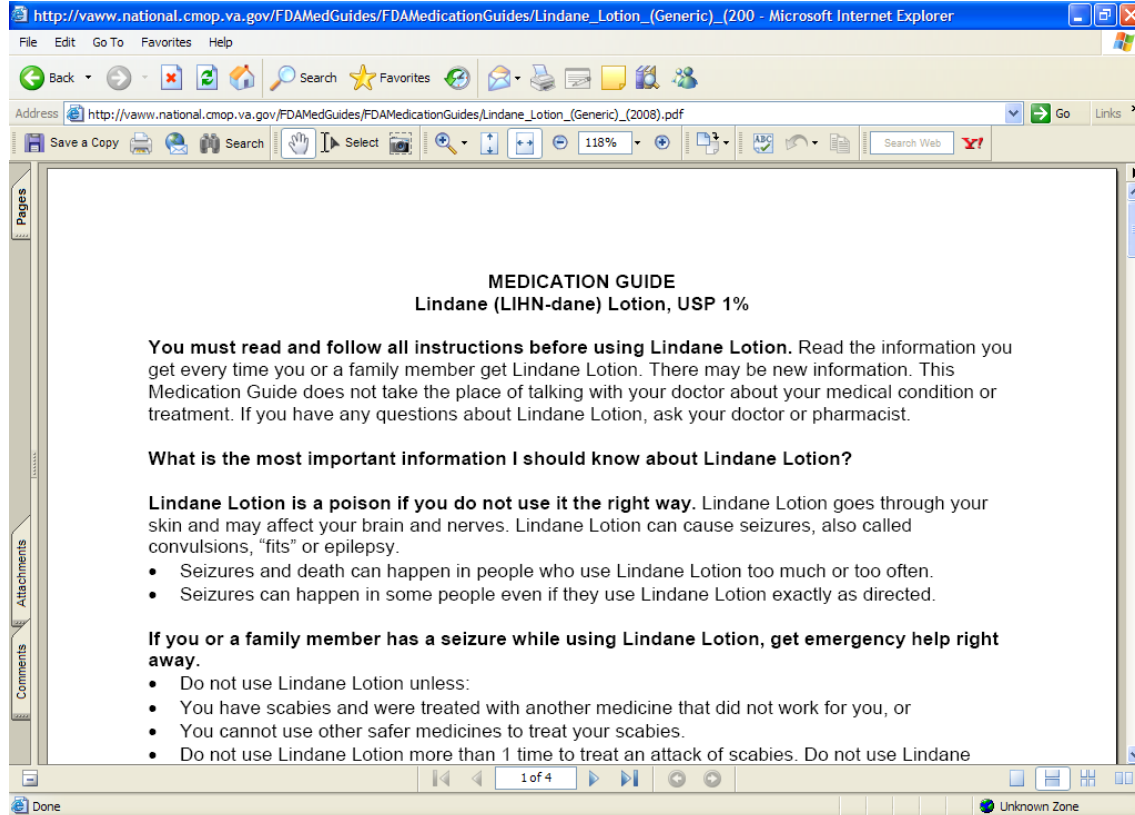 http://vaww.national.cmop.va.gov/FDAMedGuides/FDAMedicationGuides/Lindane_Lotion_(Generic)_(200 - Microsoft Internet Explorer
File Edit Go To Favorites Help
Back Search Favorites
Address http://vaww.national.cmop.va.gov/FDAMedGuides/FDAMedicationGuides/Lindane_Lotion_(Generic)_(2008).pdf Go Links
Save a Copy Search Select 118% ABC Search Web Y!
Pages
Attachments
Comments
MEDICATION GUIDE
Lindane (LIHN-dane) Lotion, USP 1%
You must read and follow all instructions before using Lindane Lotion. Read the information you
get every time you or a family member get Lindane Lotion. There may be new information. This
Medication Guide does not take the place of talking with your doctor about your medical condition or
treatment. If you have any questions about Lindane Lotion, ask your doctor or pharmacist.
What is the most important information I should know about Lindane Lotion?
Lindane Lotion is a poison if you do not use it the right way. Lindane Lotion goes through your
skin and may affect your brain and nerves. Lindane Lotion can cause seizures, also called
convulsions, “fits” or epilepsy.
• Seizures and death can happen in people who use Lindane Lotion too much or too often.
• Seizures can happen in some people even if they use Lindane Lotion exactly as directed.
If you or a family member has a seizure while using Lindane Lotion, get emergency help right
away.
• Do not use Lindane Lotion unless:
• You have scabies and were treated with another medicine that did not work for you, or
• You cannot use other safer medicines to treat your scabies.
• Do not use Lindane Lotion more than 1 time to treat an attack of scabies. Do not use Lindane
1 of 4
Done Unknown Zone